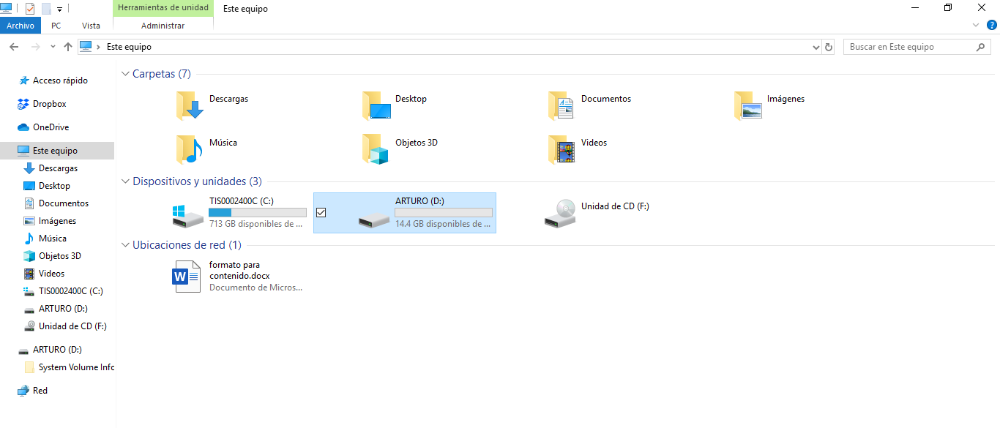 Herramientas de unidad
Este equipo
Archivo
PC
Vista
Administrar
Este equipo
Buscar en Este equipo
Acceso rápido
Dropbox
OneDrive
Este equipo
Descargas
Desktop
Documentos
Imágenes
Música
Objetos 3D
Videos
TIS0002400C (C:)
ARTURO (D:)
Unidad de CD (F:)
ARTURO (D:)
System Volume Info
Red
Carpetas (7)
Descargas
Desktop
Documentos
Imágenes
Música
Objetos 3D
Videos
Dispositivos y unidades (3)
TIS0002400C (C:)
713 GB disponibles de ...
ARTURO (D:)
14.4 GB disponibles de ...
Unidad de CD (F:)
Ubicaciones de red (1)
W
formato para
contenido.docx
Documento de Micros...